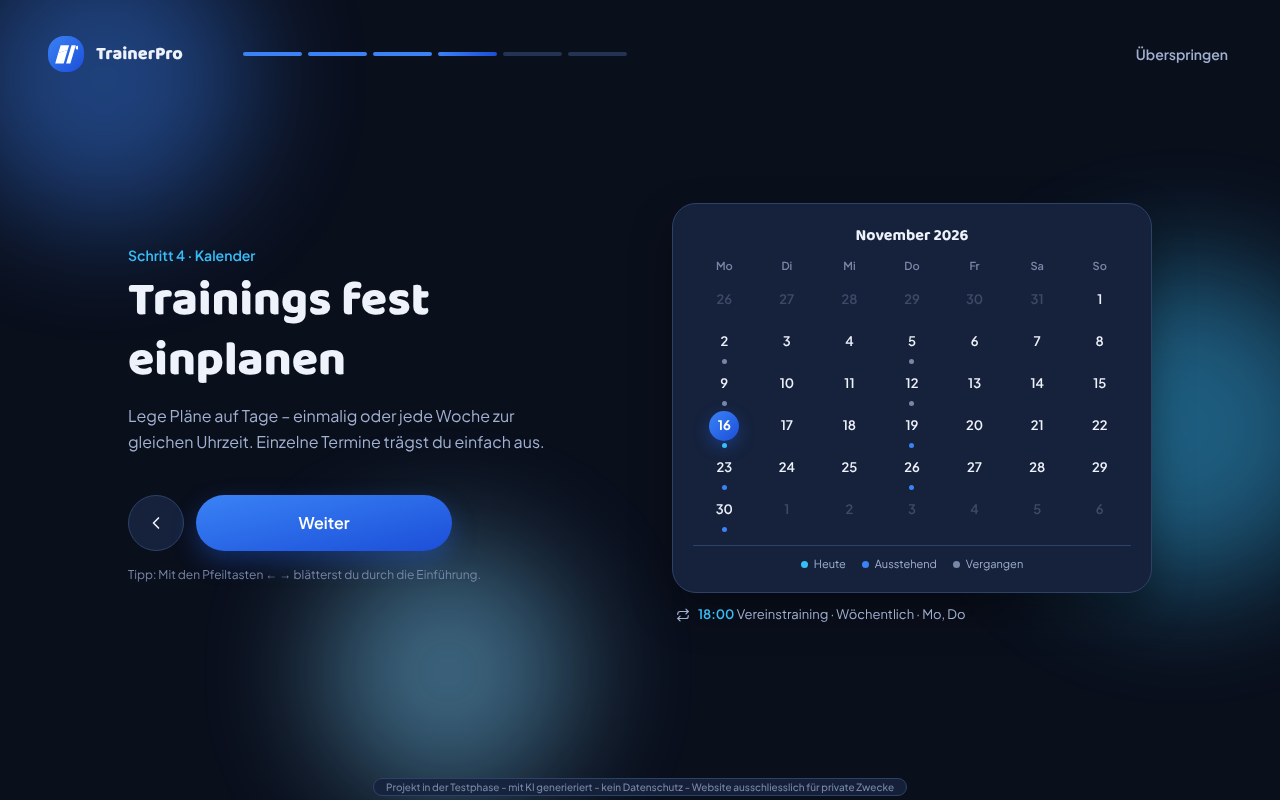 TrainerPro
Überspringen
Schritt 4 · Kalender
Trainings fest
einplanen
Lege Pläne auf Tage – einmalig oder jede Woche zur
gleichen Uhrzeit. Einzelne Termine trägst du einfach aus.
Weiter
Tipp: Mit den Pfeiltasten ← → blätterst du durch die Einführung.
November 2026
Mo Di Mi Do Fr Sa So
26 27 28 29 30 31 1
2 3 4 5 6 7 8
9 10 11 12 13 14 15
16 17 18 19 20 21 22
23 24 25 26 27 28 29
30 1 2 3 4 5 6
Heute Ausstehend Vergangen
18:00 Vereinstraining · Wöchentlich · Mo, Do
Projekt in der Testphase - mit KI generieriert - kein Datenschutz - Website ausschliesslich für private Zwecke